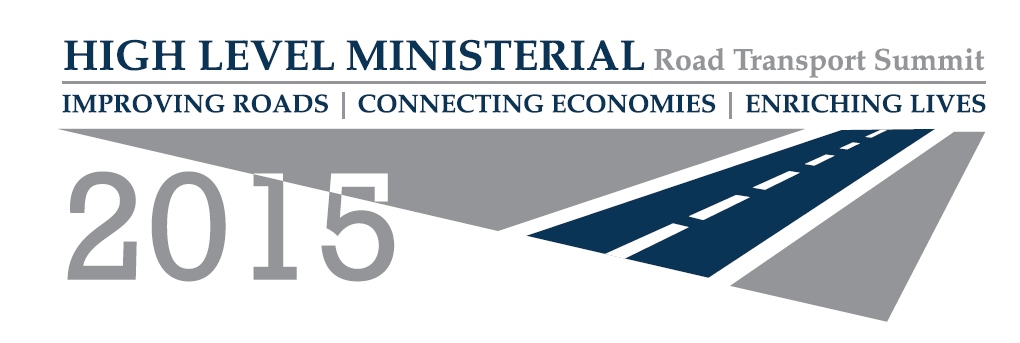 HIGH LEVEL MINISTERIAL Road Transport Summit
IMPROVING ROADS | CONNECTING ECONOMIES | ENRICHING LIVES
2015